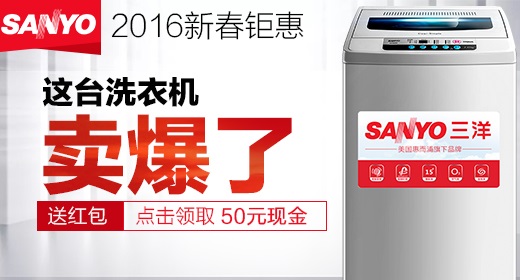 SANYO 2016新春钜惠
这台洗衣机
卖爆了
送红包 点击领取 50元现金
SANYO 三洋
美国惠而浦旗下品牌